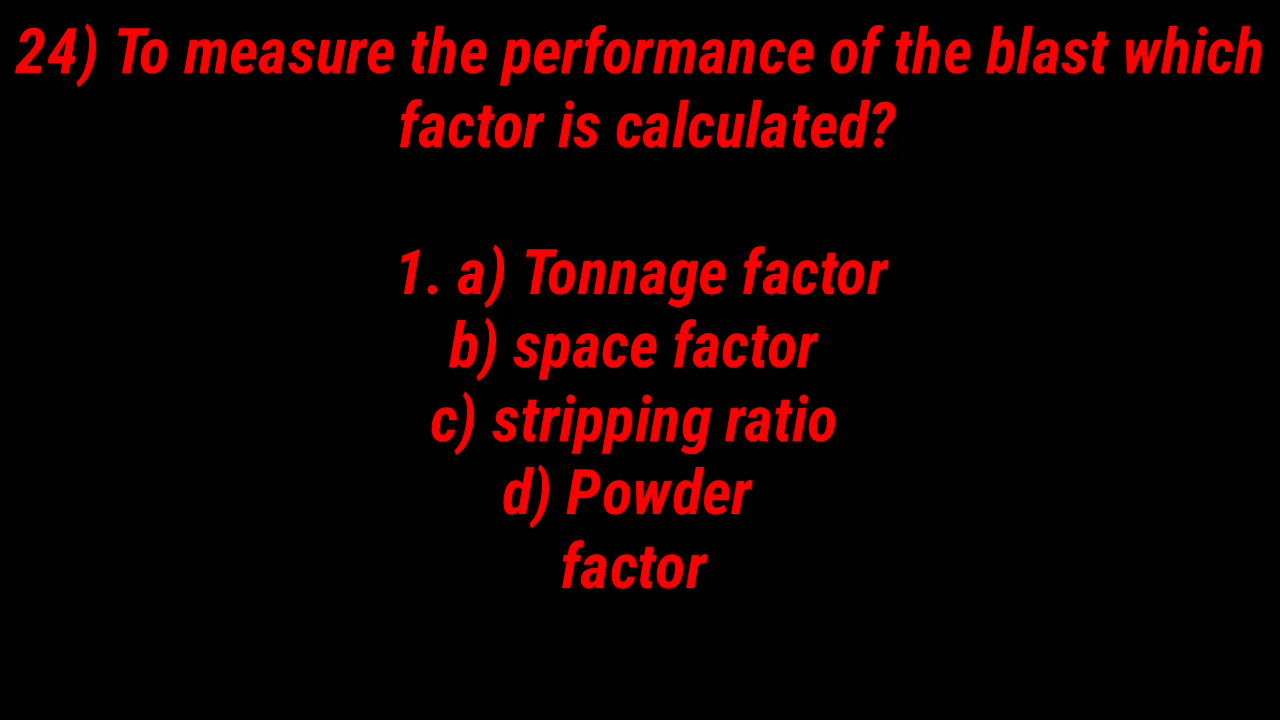 24) To measure the performance of the blast which
factor is calculated?
1. a) Tonnage factor
b) space factor
c) stripping ratio
d) Powder
factor